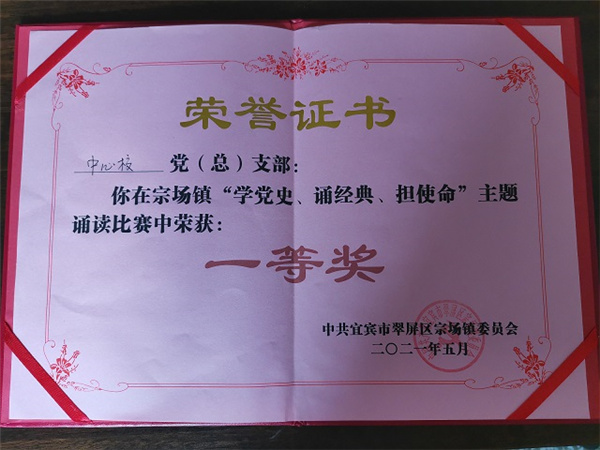 荣誉证书
中心校 党（总）支部：
你在宗场镇“学党史、诵经典、担使命”主题
诵读比赛中荣获：
一等奖
中共宜宾市翠屏区宗场镇委员会
二〇二一年五月